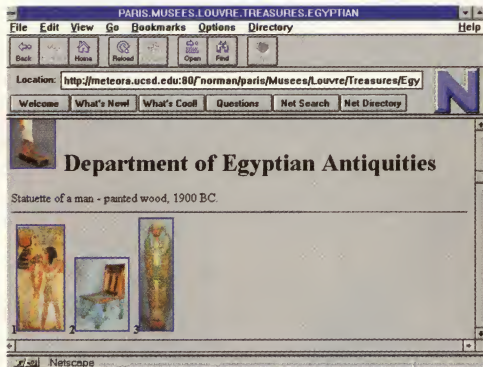 PARIS.MUSEES.LOUVRE.TREASURES.EGYPTIAN
File Edit View Go Bookmarks Options Directory Help
Back Home Reload Open Find
Location: http://meteora.ucsd.edu:80/~norman/paris/Musees/Louvre/Treasures/Egy
Welcome What's New! What's Cool! Questions Net Search Net Directory
N
Department of Egyptian Antiquities
Statuette of a man - painted wood, 1900 BC.
1 2 3
Netscape